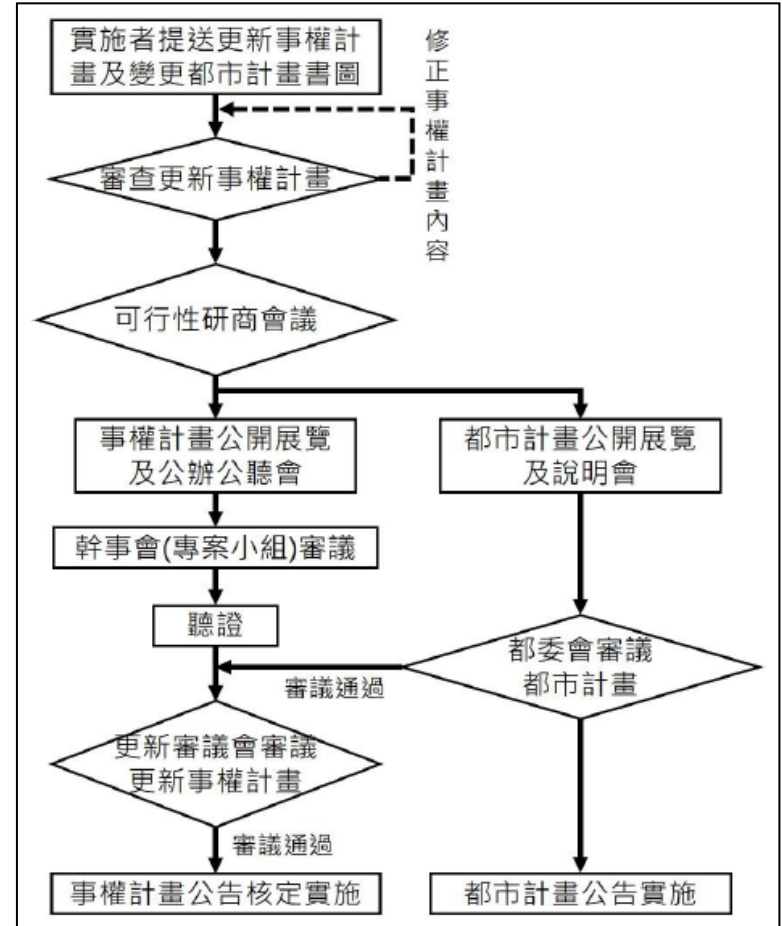 實施者提送更新事權計
畫及變更都市計畫書圖
修正事權計畫內容
審查更新事權計畫
可行性研商會議
事權計畫公開展覽
及公辦公聽會
都市計畫公開展覽
及說明會
幹事會(專案小組)審議
聽證
都委會審議
都市計畫
審議通過
更新審議會審議
更新事權計畫
審議通過
事權計畫公告核定實施
都市計畫公告實施